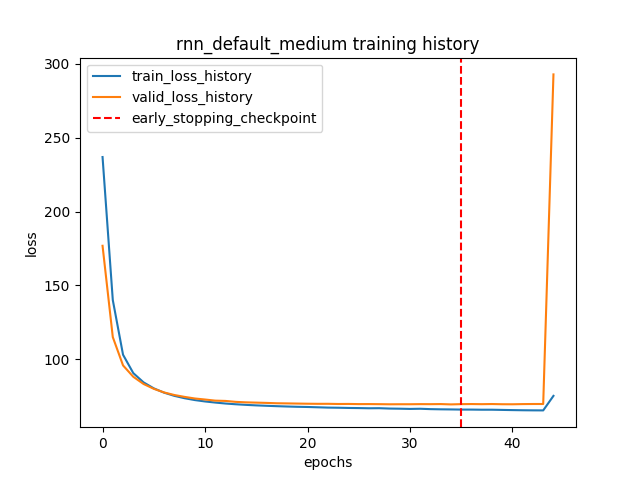 rnn_default_medium training history
300
250
200
150
100
loss
train_loss_history
valid_loss_history
early_stopping_checkpoint
0
10
20
30
40
epochs